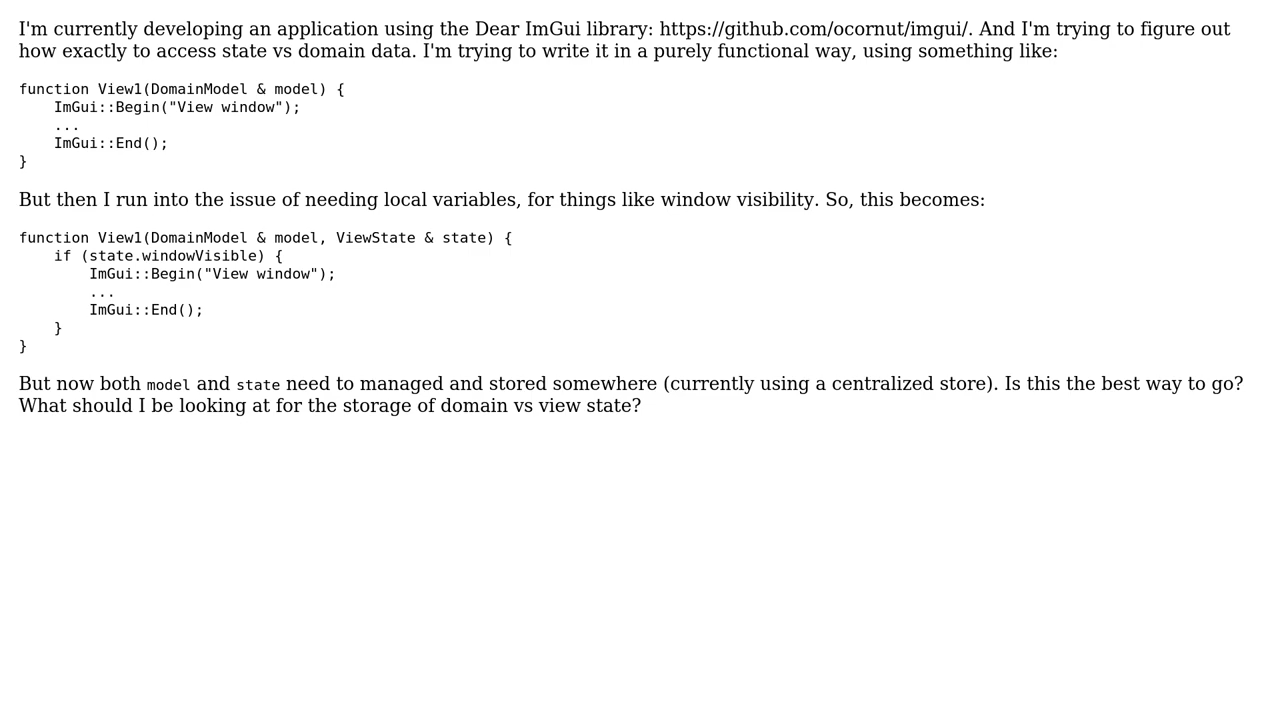 I'm currently developing an application using the Dear ImGui library: https://github.com/ocornut/imgui/. And I'm trying to figure out
how exactly to access state vs domain data. I'm trying to write it in a purely functional way, using something like:
function View1(DomainModel & model) {
    ImGui::Begin("View window");
    ...
    ImGui::End();
}
But then I run into the issue of needing local variables, for things like window visibility. So, this becomes:
function View1(DomainModel & model, ViewState & state) {
    if (state.windowVisible) {
        ImGui::Begin("View window");
        ...
        ImGui::End();
    }
}
But now both model and state need to managed and stored somewhere (currently using a centralized store). Is this the best way to go?
What should I be looking at for the storage of domain vs view state?